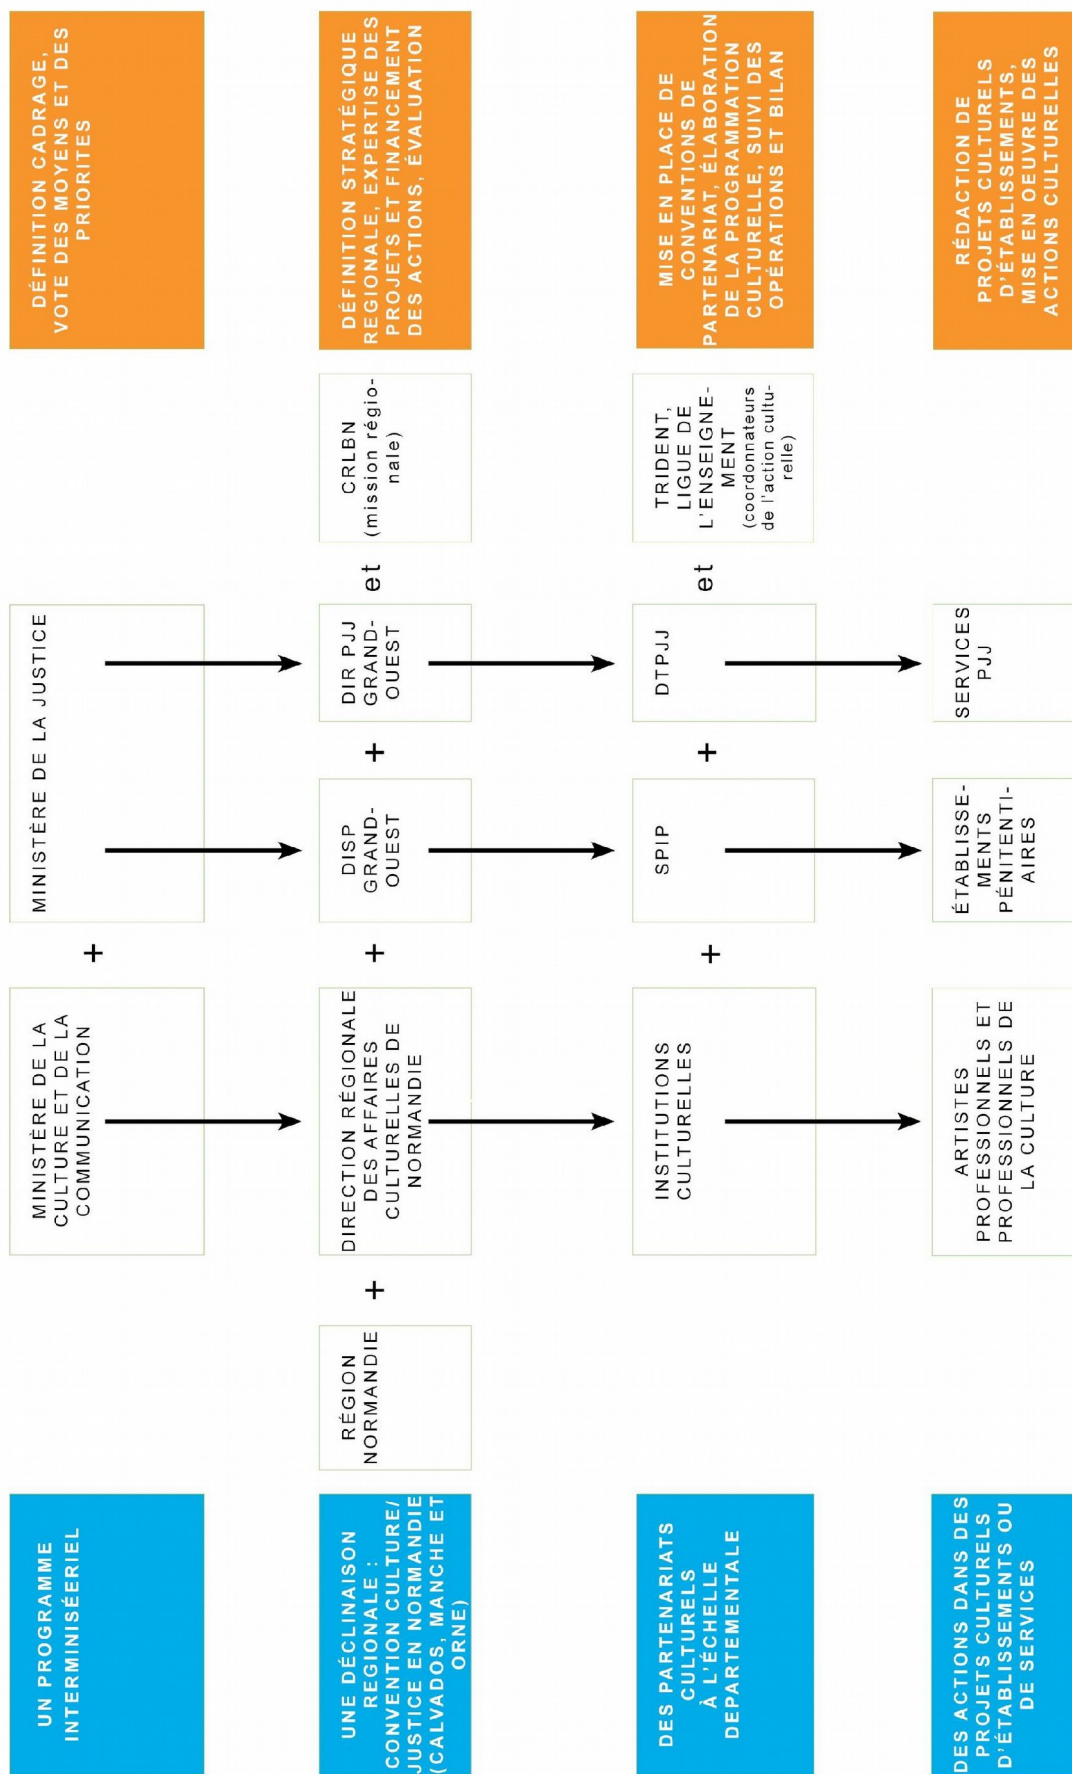 UN PROGRAMME
INTERMINISÉERIEL
MINISTÈRE DE LA
CULTURE ET DE LA
COMMUNICATION
+
MINISTÈRE DE LA JUSTICE
DÉFINITION CADRAGE,
VOTE DES MOYENS ET DES
PRIORITES
UNE DÉCLINAISON
REGIONALE :
CONVENTION CULTURE/
JUSTICE EN NORMANDIE
(CALVADOS, MANCHE ET
ORNE)
RÉGION
NORMANDIE
+
DIRECTION RÉGIONALE
DES AFFAIRES
CULTURELLES DE
NORMANDIE
+
DISP
GRAND-
OUEST
+
DIR PJJ
GRAND-
OUEST
et
CRLBN
(mission régio-
nale)
DÉFINITION STRATÉGIQUE
REGIONALE, EXPERTISE DES
PROJETS ET FINANCEMENT
DES ACTIONS, ÉVALUATION
DES PARTENARIATS
CULTURELS
À L'ÉCHELLE
DEPARTEMENTALE
INSTITUTIONS
CULTURELLES
+
SPIP
+
DTPJJ
et
TRIDENT,
LIGUE DE
L'ENSEIGNE-
MENT
(coordonnateurs
de l'action cultu-
relle)
MISE EN PLACE DE
CONVENTIONS DE
PARTENARIAT, ÉLABORATION
DE LA PROGRAMMATION
CULTURELLE, SUIVI DES
OPÉRATIONS ET BILAN
DES ACTIONS DANS DES
PROJETS CULTURELS
D'ÉTABLISSEMENTS OU
DE SERVICES
ARTISTES
PROFESSIONNELS ET
PROFESSIONNELS DE
LA CULTURE
ÉTABLISSE-
MENTS
PÉNITENTI-
AIRES
SERVICES
PJJ
RÉDACTION DE
PROJETS CULTURELS
D'ÉTABLISSEMENTS,
MISE EN OEUVRE DES
ACTIONS CULTURELLES